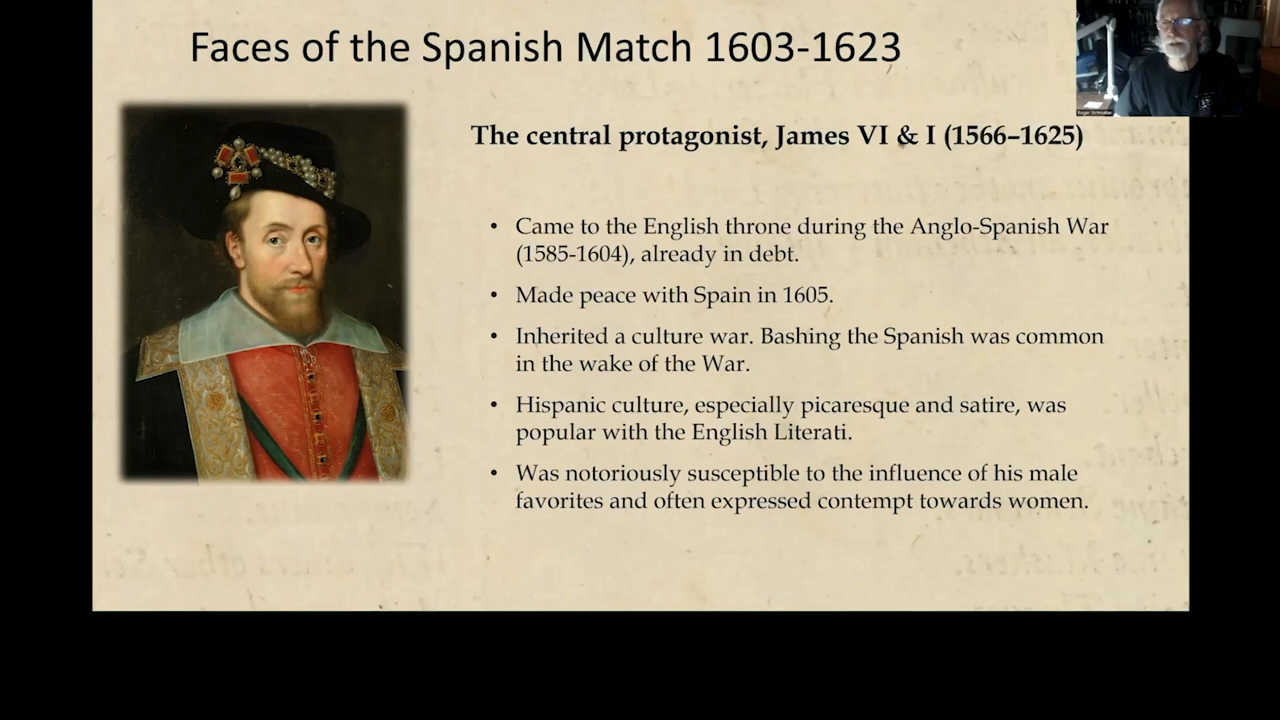 Faces of the Spanish Match 1603-1623
The central protagonist, James VI & I (1566–1625)
• Came to the English throne during the Anglo-Spanish War
(1585-1604), already in debt.
• Made peace with Spain in 1605.
• Inherited a culture war. Bashing the Spanish was common
in the wake of the War.
• Hispanic culture, especially picaresque and satire, was
popular with the English Literati.
• Was notoriously susceptible to the influence of his male
favorites and often expressed contempt towards women.